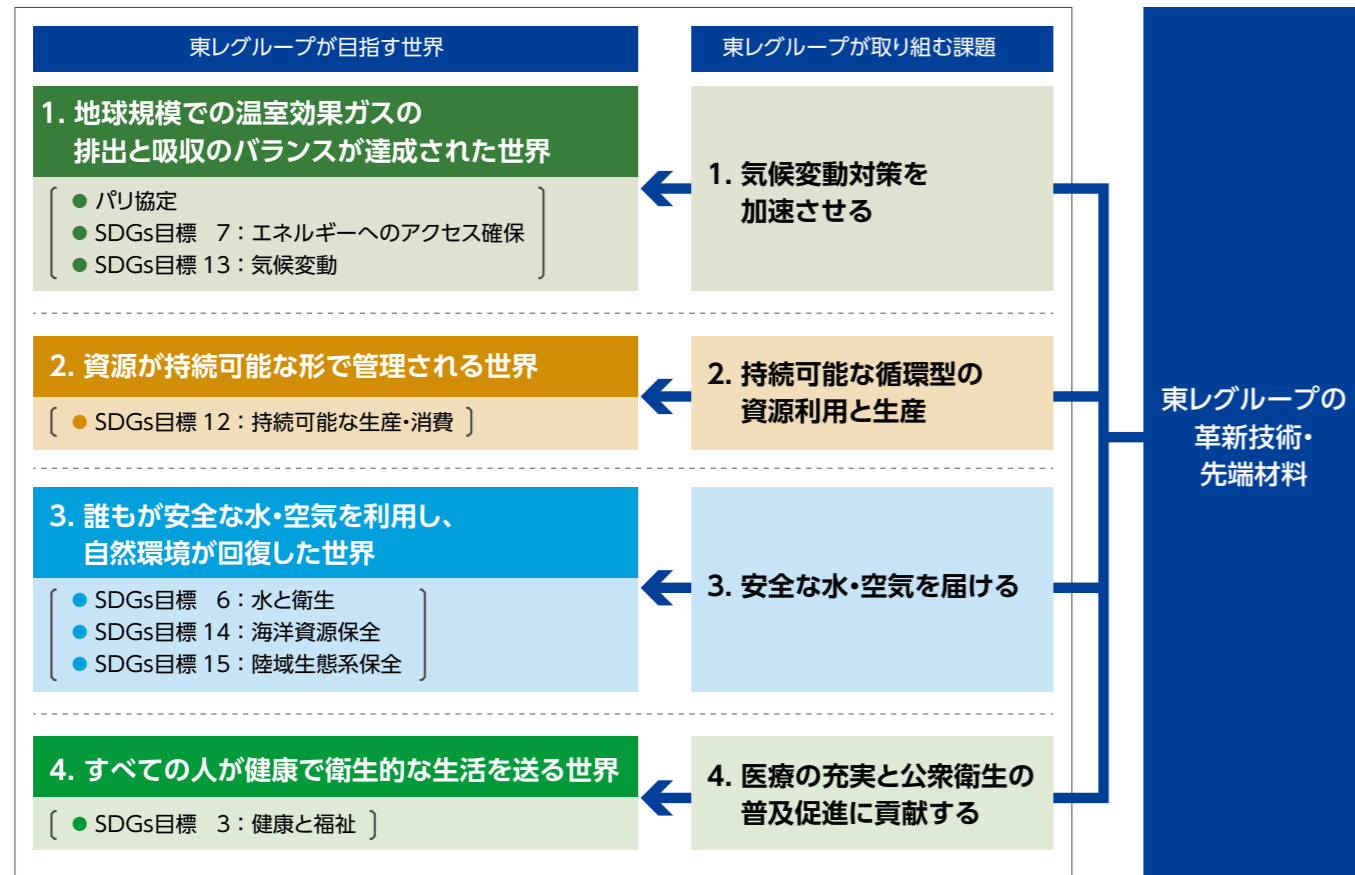 東レグループが目指す世界
東レグループが取り組む課題
1. 地球規模での温室効果ガスの
排出と吸収のバランスが達成された世界
● パリ協定
● SDGs目標 7：エネルギーへのアクセス確保
● SDGs目標 13：気候変動
1. 気候変動対策を
加速させる
2. 資源が持続可能な形で管理される世界
● SDGs目標 12：持続可能な生産・消費
2. 持続可能な循環型の
資源利用と生産
3. 誰もが安全な水・空気を利用し、
自然環境が回復した世界
● SDGs目標 6：水と衛生
● SDGs目標 14：海洋資源保全
● SDGs目標 15：陸域生態系保全
3. 安全な水・空気を届ける
4. すべての人が健康で衛生的な生活を送る世界
● SDGs目標 3：健康と福祉
4. 医療の充実と公衆衛生の
普及促進に貢献する
東レグループの
革新技術・
先端材料